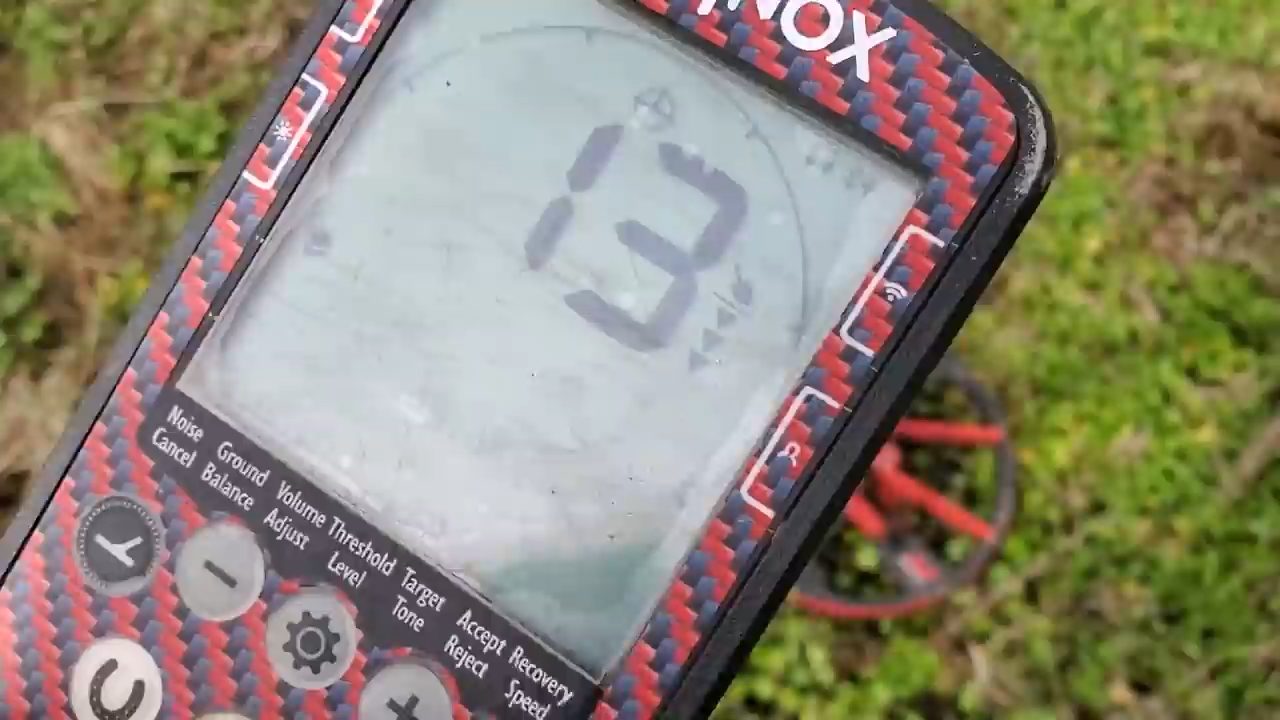 NOX
13
Noise Cancel
Ground Balance
Volume Adjust
Threshold Level
Target Tone
Accept Reject
Recovery Speed